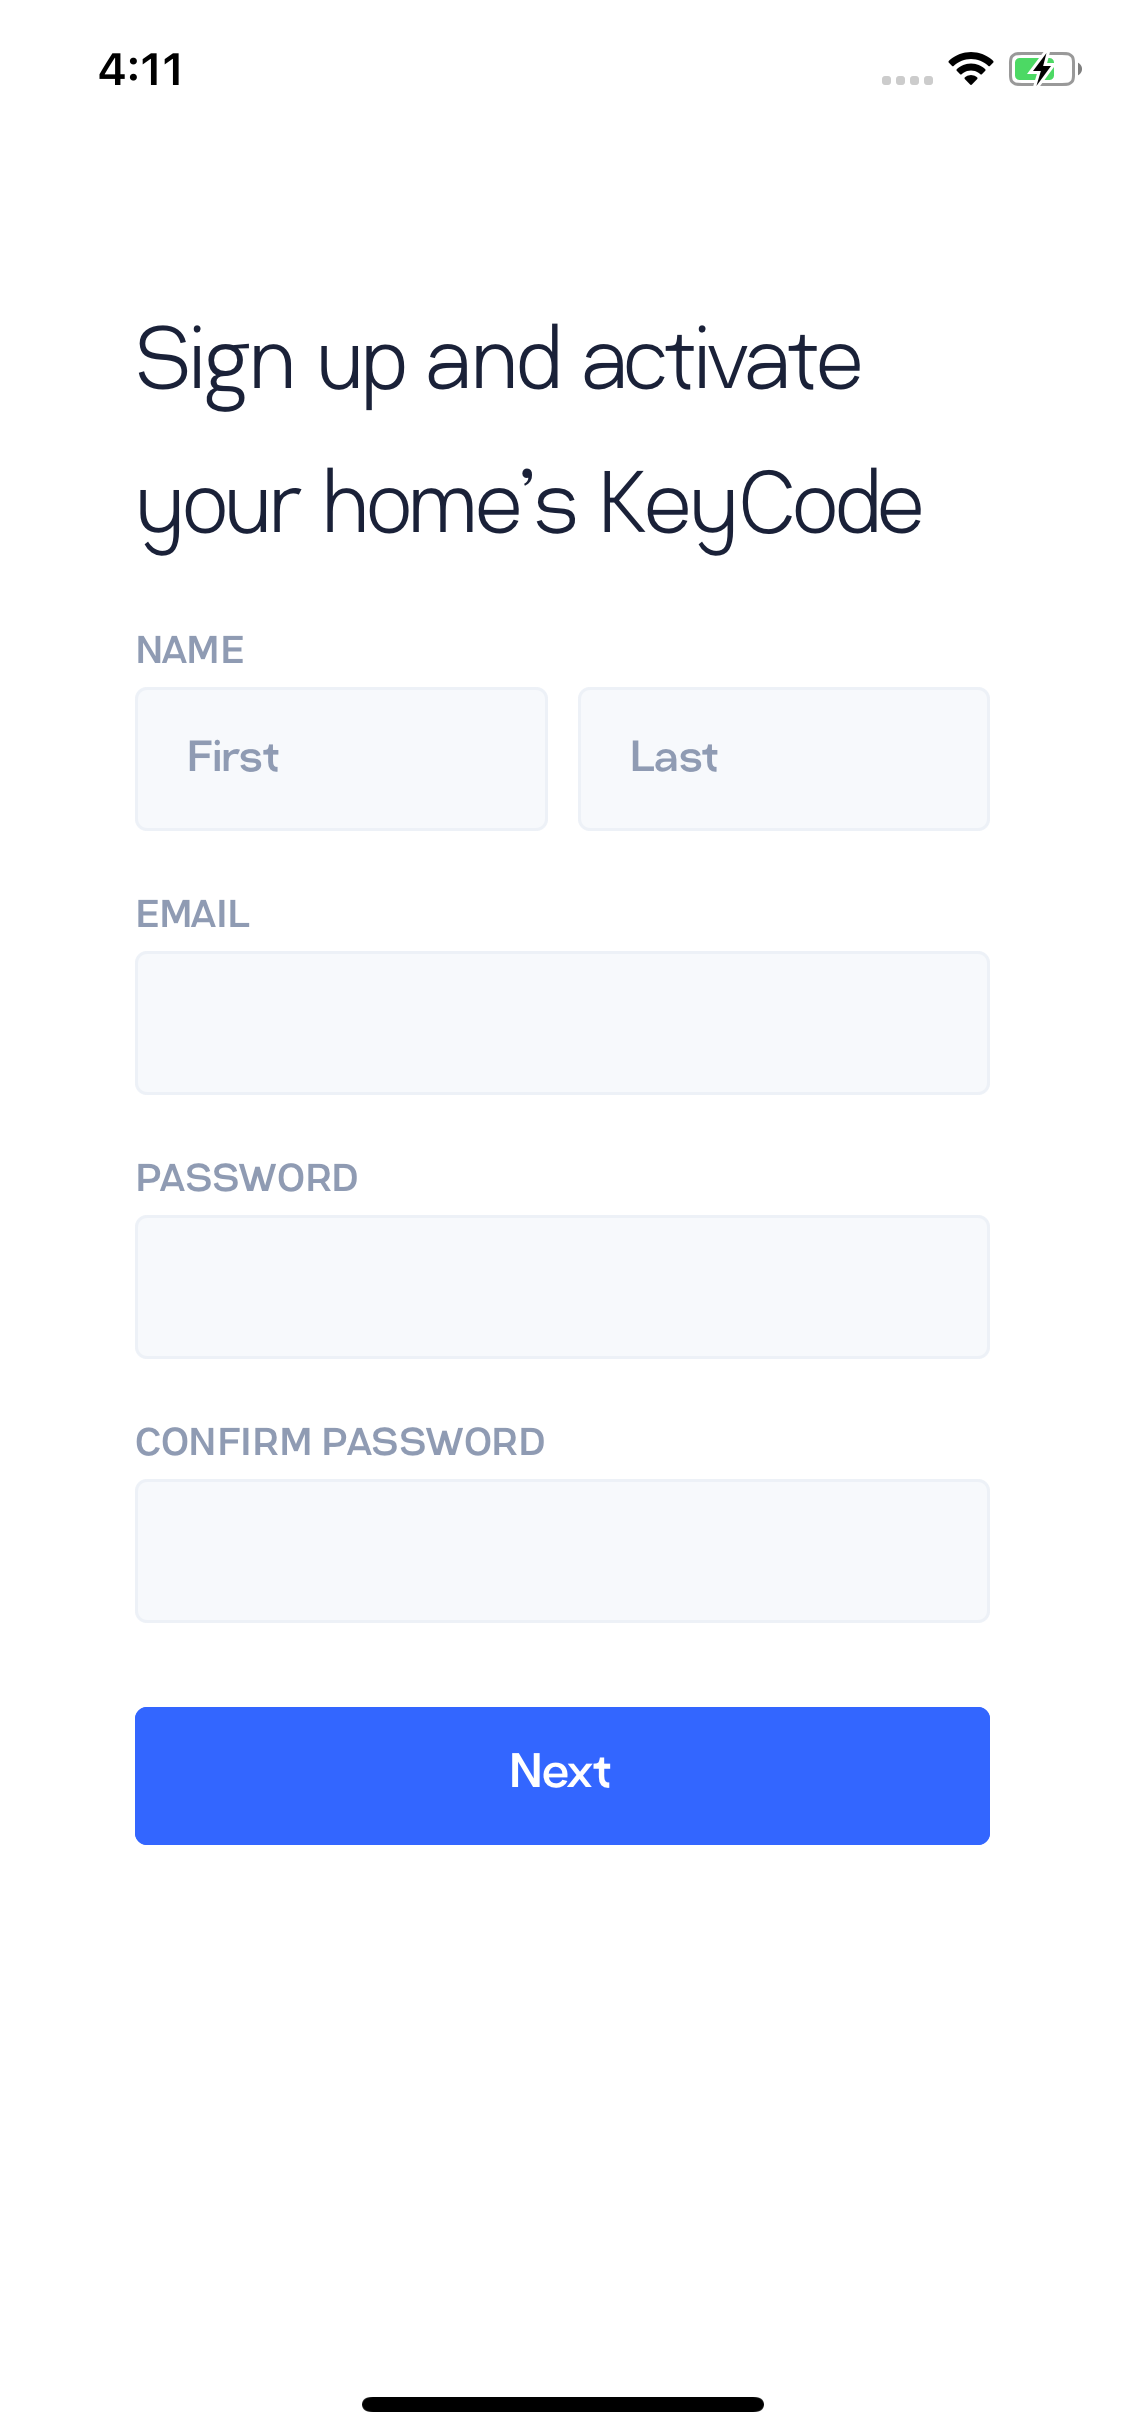 4:11
Sign up and activate
your home’s KeyCode
NAME
First Last
EMAIL
PASSWORD
CONFIRM PASSWORD
Next